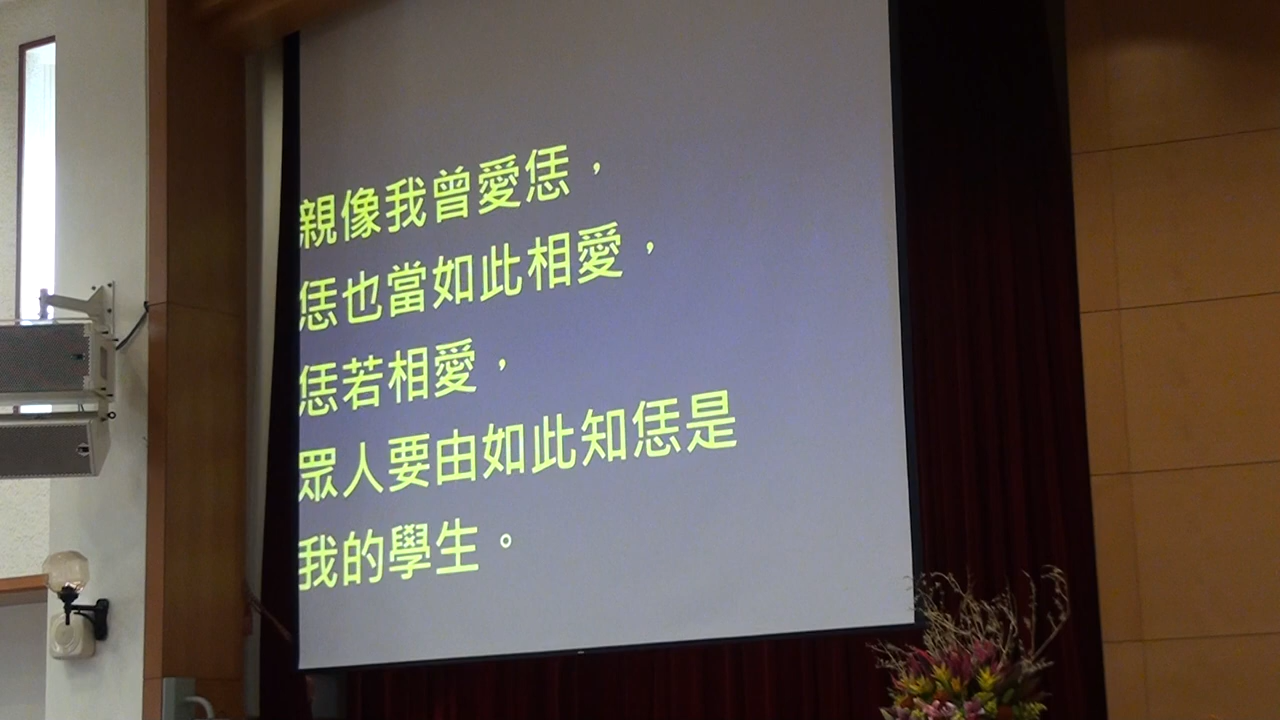 親像我曾愛恁，
恁也當如此相愛，
恁若相愛，
眾人要由如此知恁是
我的學生。